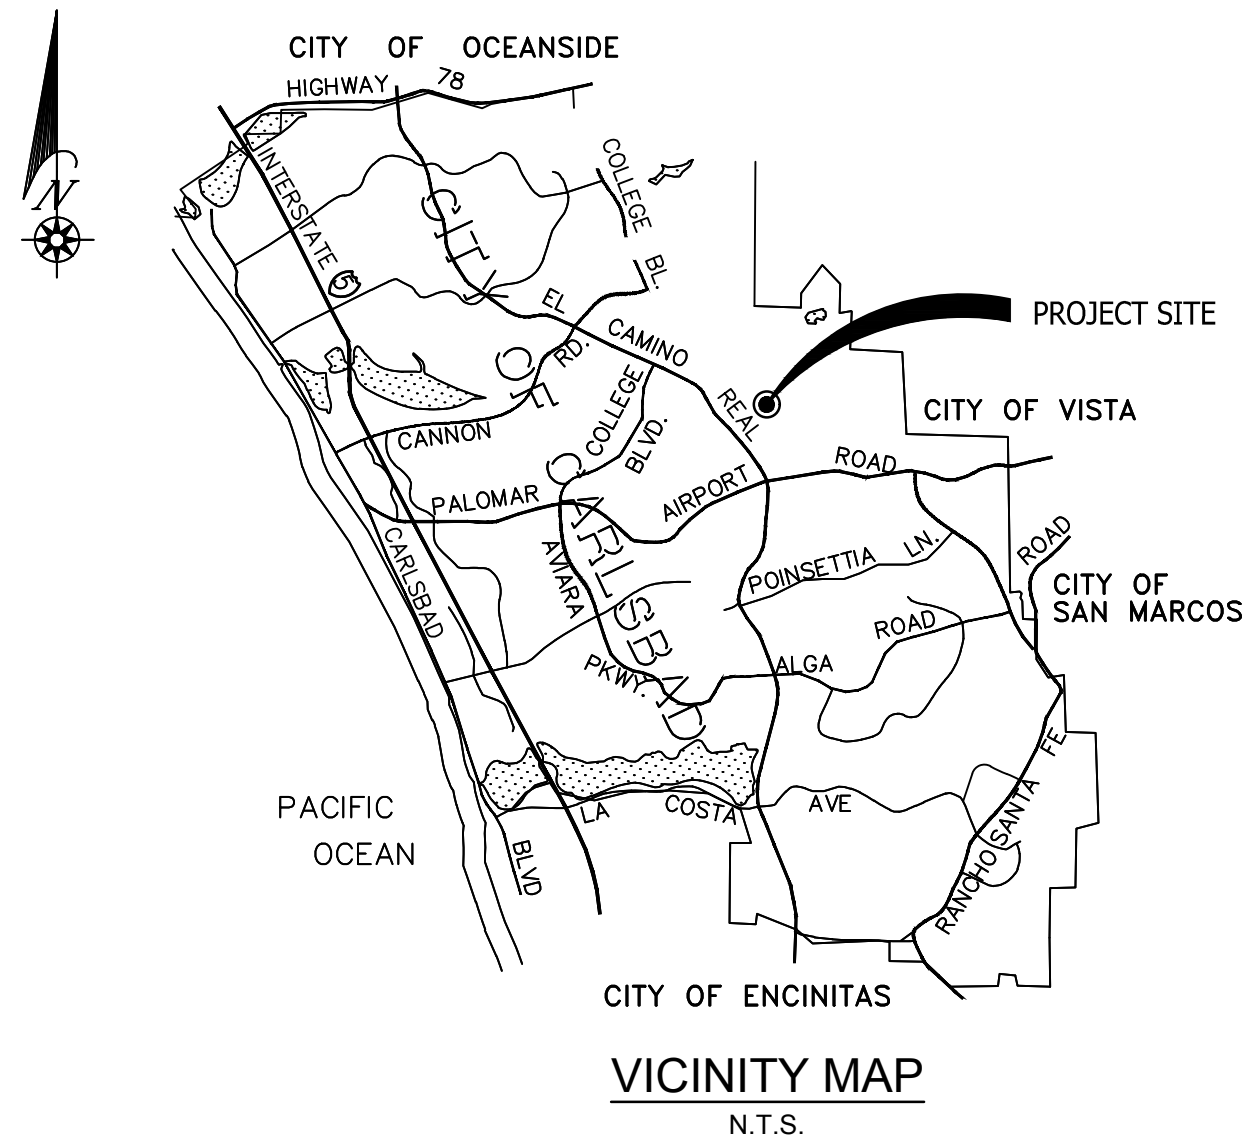 CITY OF OCEANSIDE
HIGHWAY 78
N
INTERSTATE 5
COLLEGE BL.
CITY OF CARLSBAD
EL CAMINO REAL
PROJECT SITE
CANNON RD.
COLLEGE BLVD.
CITY OF VISTA
PALOMAR AIRPORT ROAD
CARLSBAD BLVD
AVIARA PKWY.
POINSETTIA LN.
ROAD
CITY OF
SAN MARCOS
ALGA ROAD
RANCHO SANTA FE
LA COSTA AVE
PACIFIC
OCEAN
CITY OF ENCINITAS
VICINITY MAP
N.T.S.